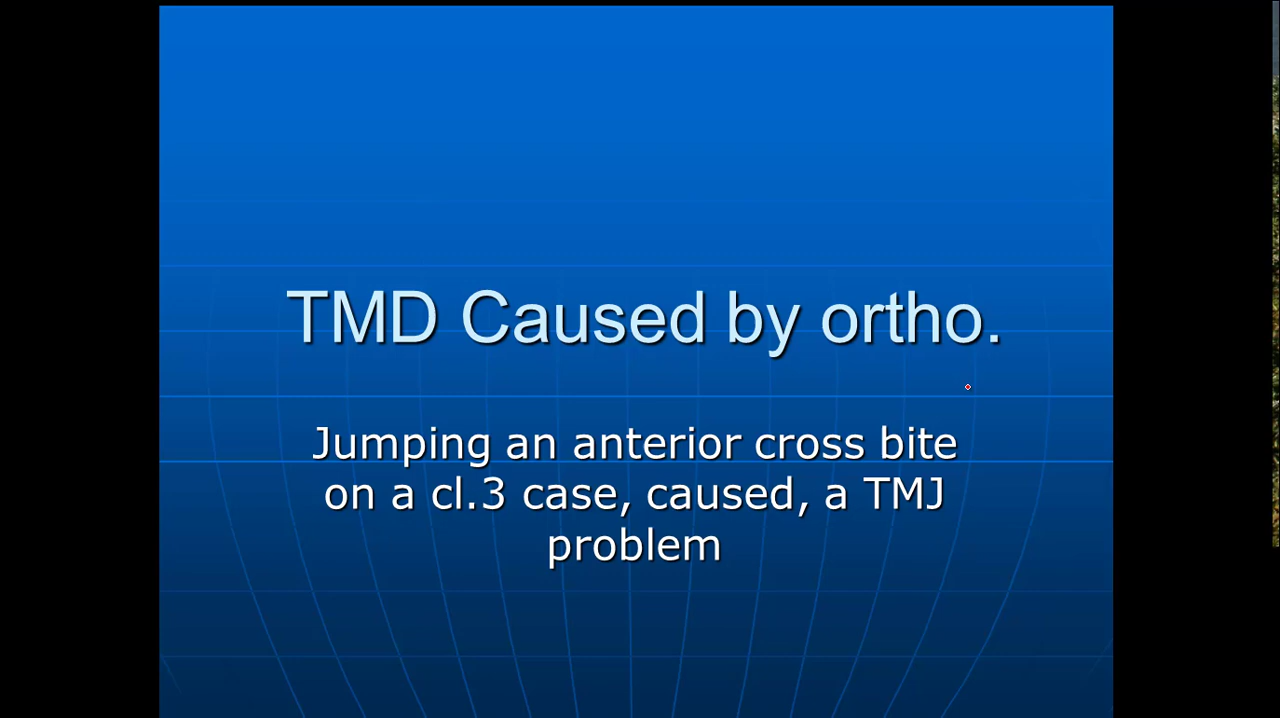 TMD Caused by ortho.
Jumping an anterior cross bite
on a cl.3 case, caused, a TMJ
problem